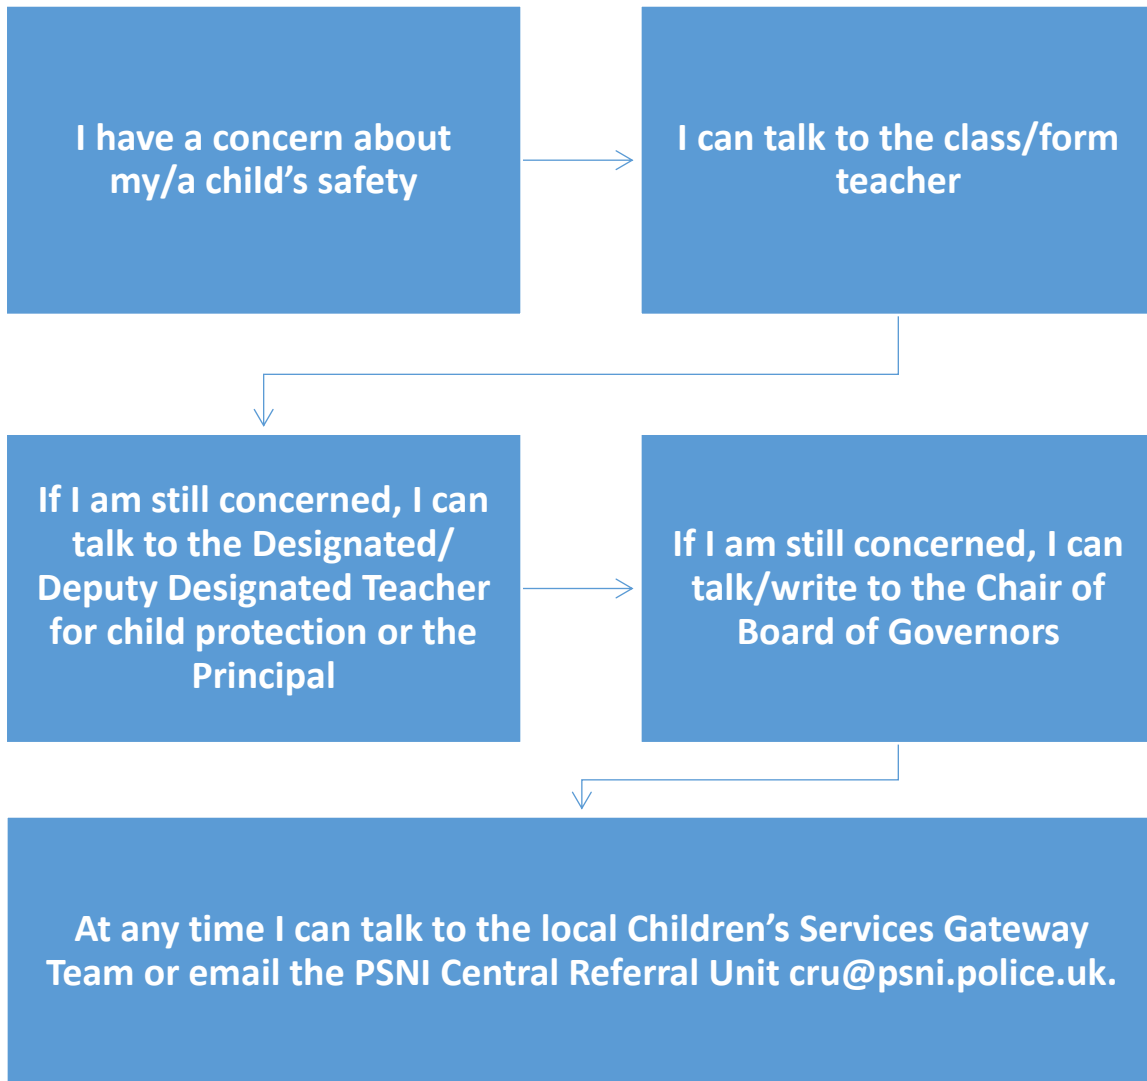 I have a concern about
my/a child’s safety
I can talk to the class/form
teacher
If I am still concerned, I can
talk to the Designated/
Deputy Designated Teacher
for child protection or the
Principal
If I am still concerned, I can
talk/write to the Chair of
Board of Governors
At any time I can talk to the local Children’s Services Gateway
Team or email the PSNI Central Referral Unit cru@psni.police.uk.